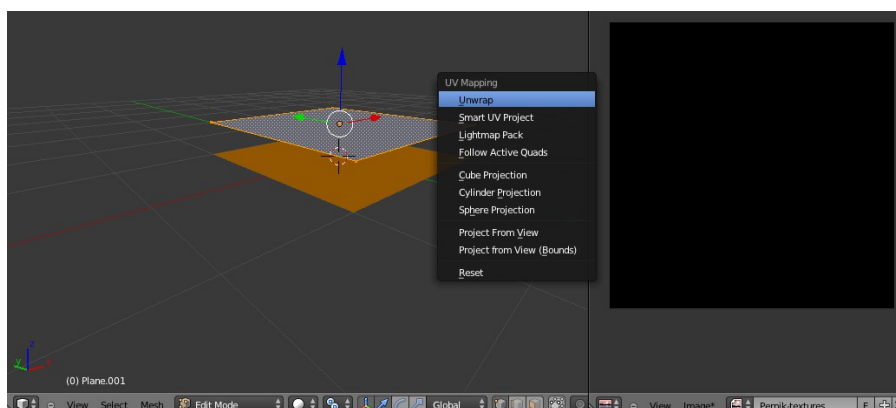 UV Mapping
Unwrap
Smart UV Project
Lightmap Pack
Follow Active Quads
Cube Projection
Cylinder Projection
Sphere Projection
Project From View
Project from View (Bounds)
Reset
z
y
(0) Plane.001
View Select Mesh Edit Mode Global View Image* Pernik-textures F